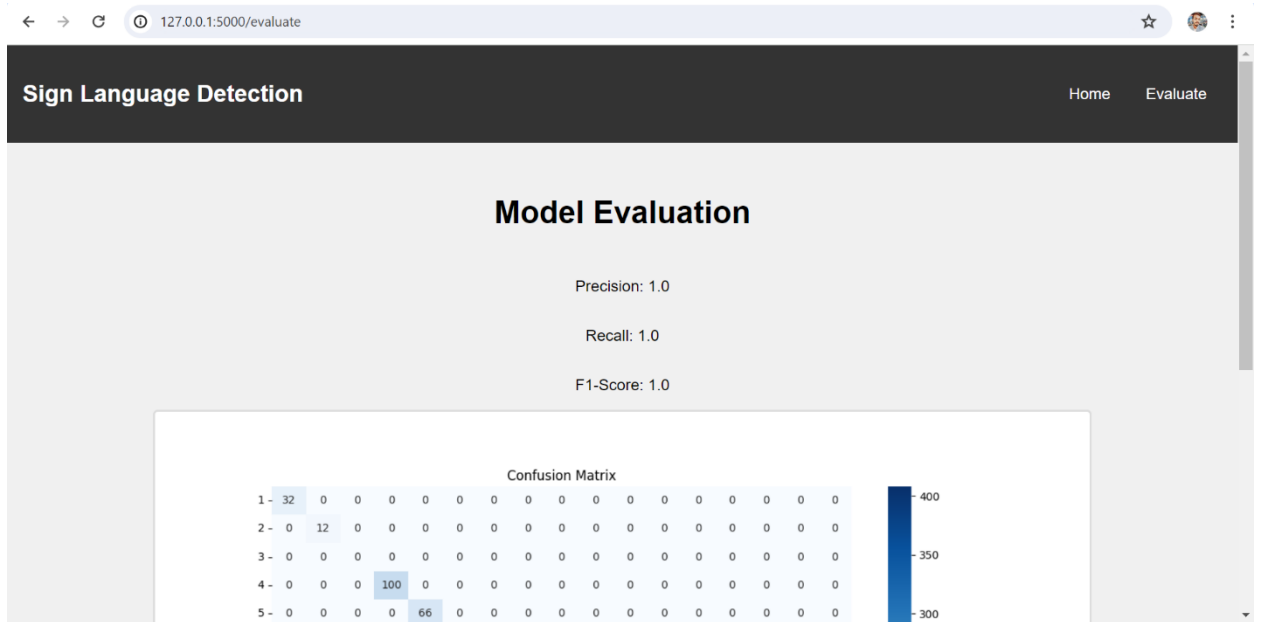 127.0.0.1:5000/evaluate
Sign Language Detection Home Evaluate
Model Evaluation
Precision: 1.0
Recall: 1.0
F1-Score: 1.0
Confusion Matrix
1 - 32 0 0 0 0 0 0 0 0 0 0 0 0 0 0 0 0 - 400
2 - 0 12 0 0 0 0 0 0 0 0 0 0 0 0 0 0 0
3 - 0 0 0 0 0 0 0 0 0 0 0 0 0 0 0 0 0 - 350
4 - 0 0 0 100 0 0 0 0 0 0 0 0 0 0 0 0 0
5 - 0 0 0 0 66 0 0 0 0 0 0 0 0 0 0 0 0 - 300